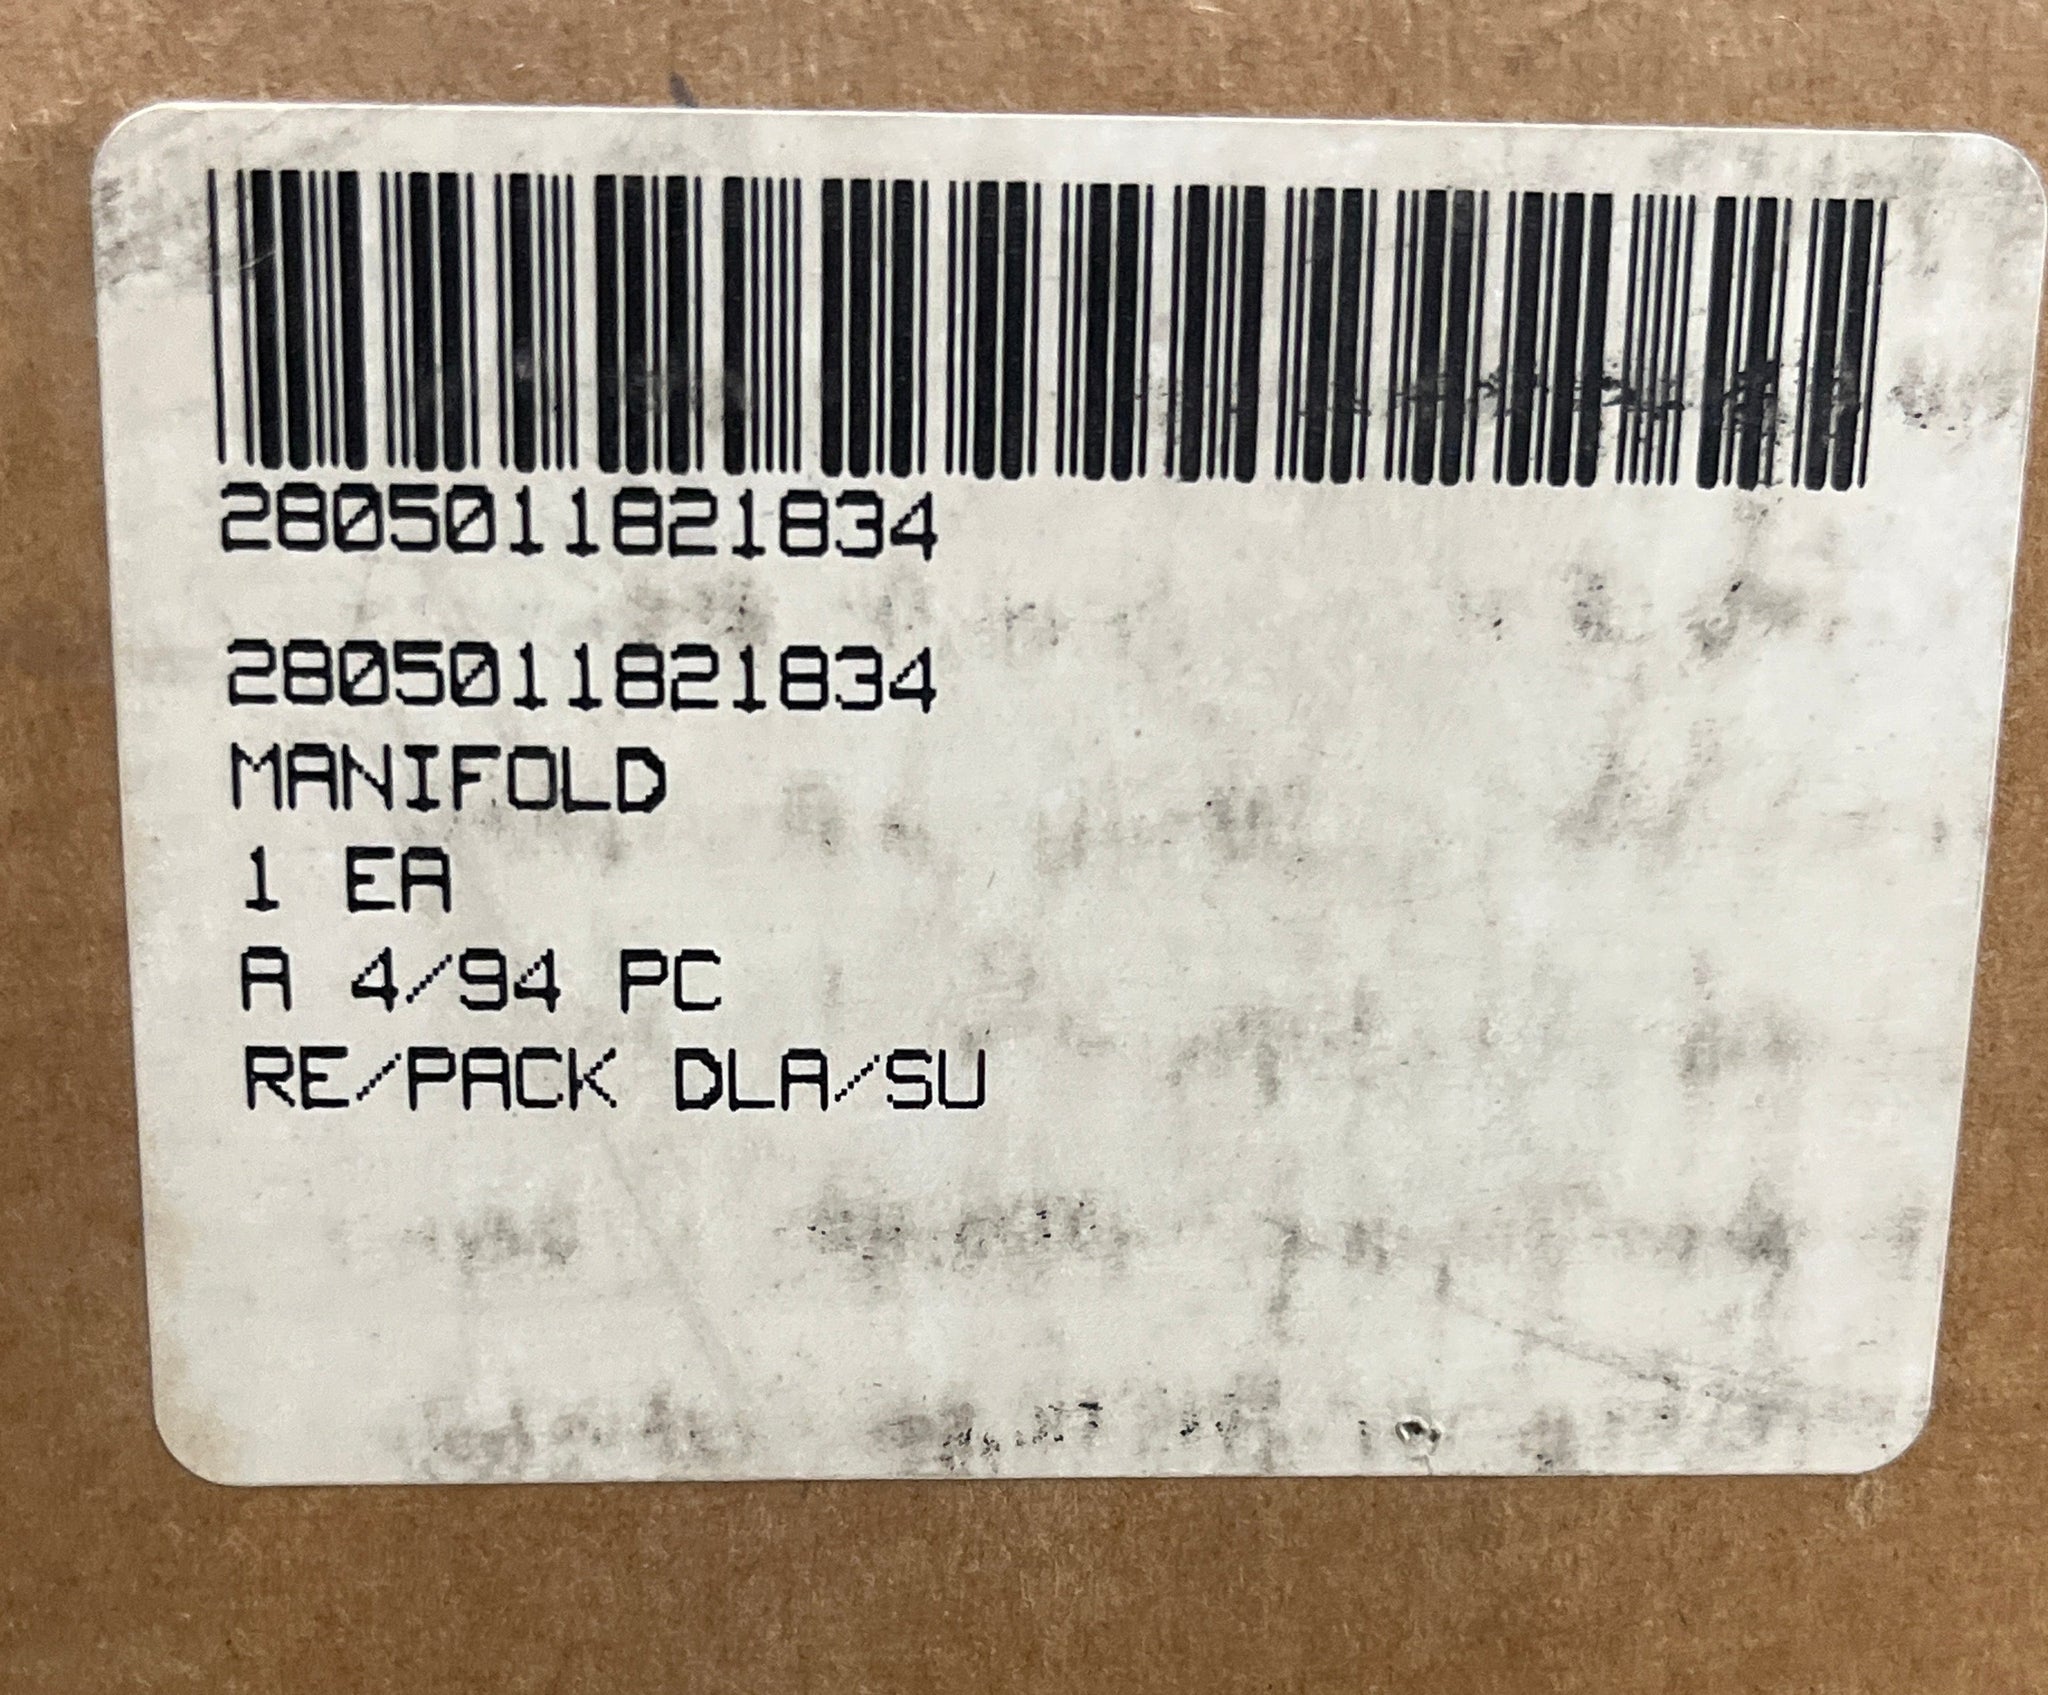 2805011821834
2805011821834
MANIFOLD
1 EA
A 4/94 PC
RE/PACK DLA/SU